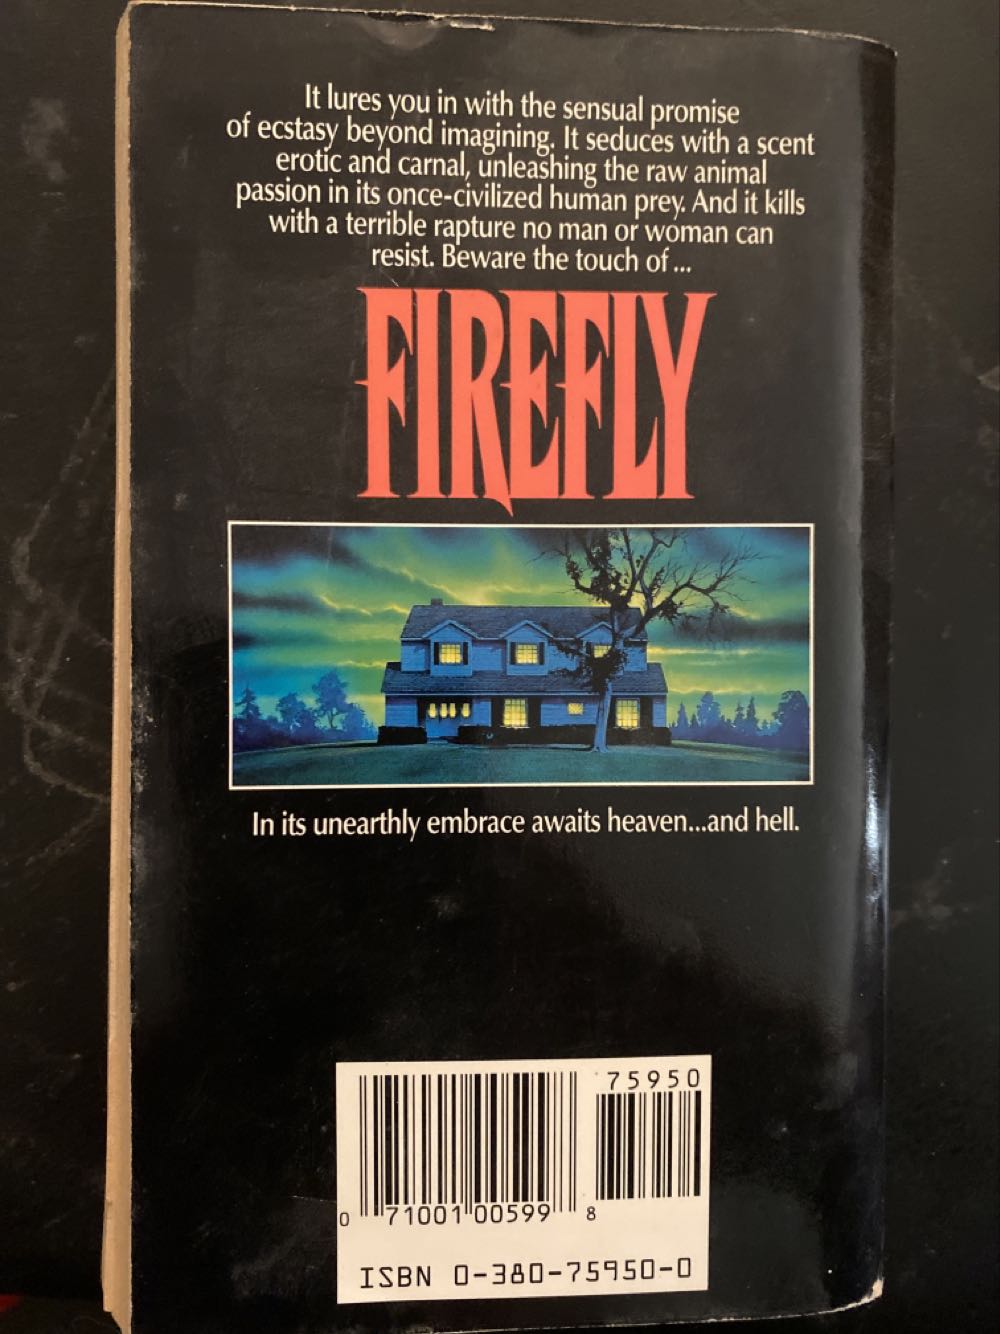 It lures you in with the sensual promise
of ecstasy beyond imagining. It seduces with a scent
erotic and carnal, unleashing the raw animal
passion in its once-civilized human prey. And it kills
with a terrible rapture no man or woman can
resist. Beware the touch of...
FIREFLY
In its unearthly embrace awaits heaven...and hell.
75950
0 71001 00599 8
ISBN 0-380-75950-0